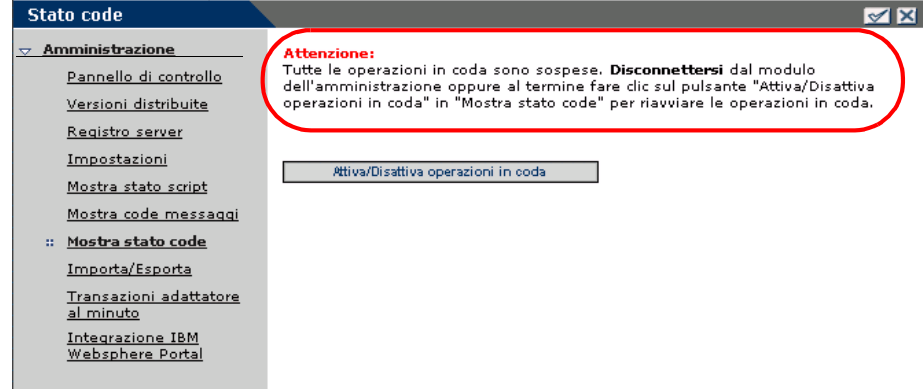 Stato code
Amministrazione
Pannello di controllo
Versioni distribuite
Registro server
Impostazioni
Mostra stato script
Mostra code messaggi
Mostra stato code
Importa/Esporta
Transazioni adattatore
al minuto
Integrazione IBM
Websphere Portal
Attenzione:
Tutte le operazioni in coda sono sospese. Disconnettersi dal modulo
dell'amministrazione oppure al termine fare clic sul pulsante "Attiva/Disattiva
operazioni in coda" in "Mostra stato code" per riavviare le operazioni in coda.
Attiva/Disattiva operazioni in coda